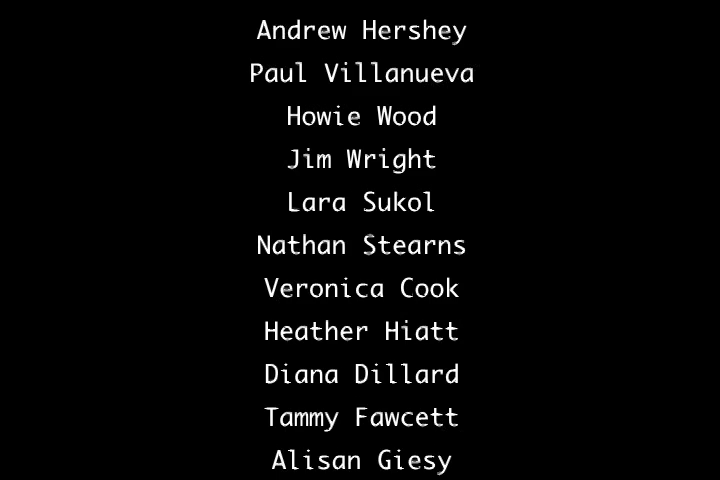 Andrew Hershey
Paul Villanueva
Howie Wood
Jim Wright
Lara Sukol
Nathan Stearns
Veronica Cook
Heather Hiatt
Diana Dillard
Tammy Fawcett
Alisan Giesy